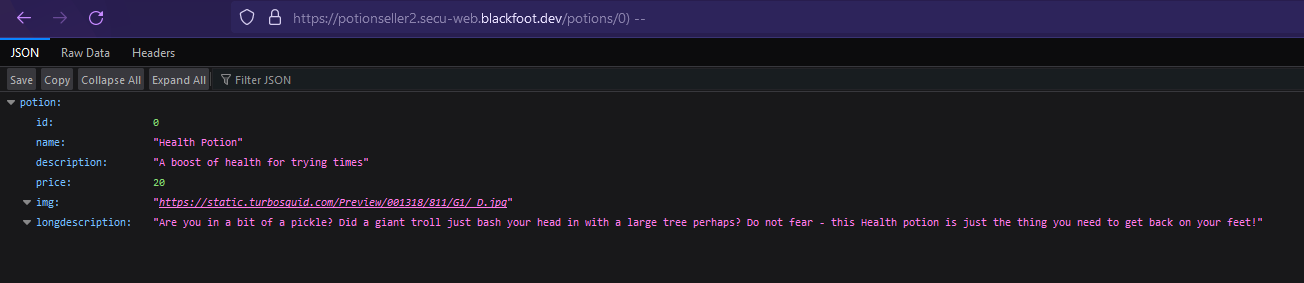 https://potionseller2.secu-web.blackfoot.dev/potions/0) --
JSON Raw Data Headers
Save Copy Collapse All Expand All Filter JSON
potion:
id: 0
name: "Health Potion"
description: "A boost of health for trying times"
price: 20
img: "https://static.turbosquid.com/Preview/001318/811/G1/_D.jpg"
longdescription: "Are you in a bit of a pickle? Did a giant troll just bash your head in with a large tree perhaps? Do not fear - this Health potion is just the thing you need to get back on your feet!"